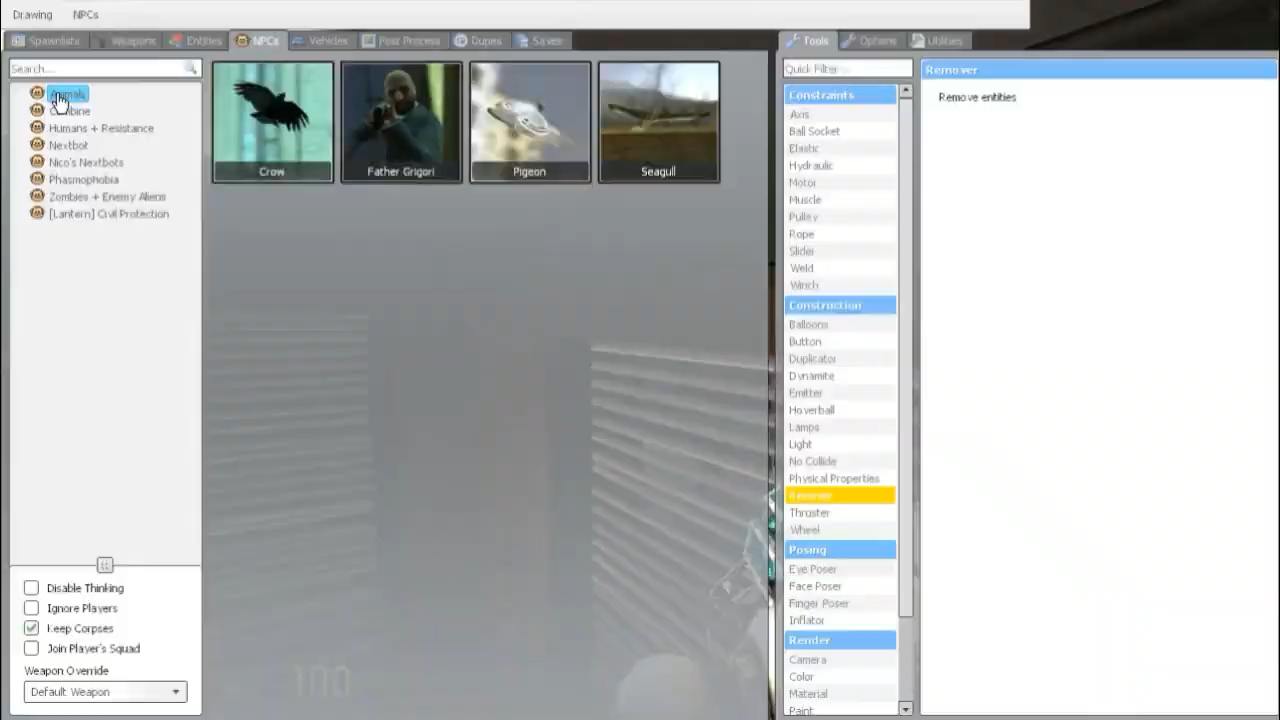 Drawing NPCs
Spawnlists Weapons Entities NPCs Vehicles Post Process Dupes Saves
Search...
Animals
Combine
Humans + Resistance
Nextbot
Nico's Nextbots
Phasmophobia
Zombies + Enemy Aliens
[Lantern] Civil Protection
Crow
Father Grigori
Pigeon
Seagull
Disable Thinking
Ignore Players
Keep Corpses
Join Player's Squad
Weapon Override
Default Weapon
100
Tools Options Utilities
Quick Filter
Constraints
Axis
Ball Socket
Elastic
Hydraulic
Motor
Muscle
Pulley
Rope
Slider
Weld
Winch
Construction
Balloons
Button
Duplicator
Dynamite
Emitter
Hoverball
Lamps
Light
No Collide
Physical Properties
Remover
Thruster
Wheel
Posing
Eye Poser
Face Poser
Finger Poser
Inflator
Render
Camera
Color
Material
Paint
Remover
Remove entities